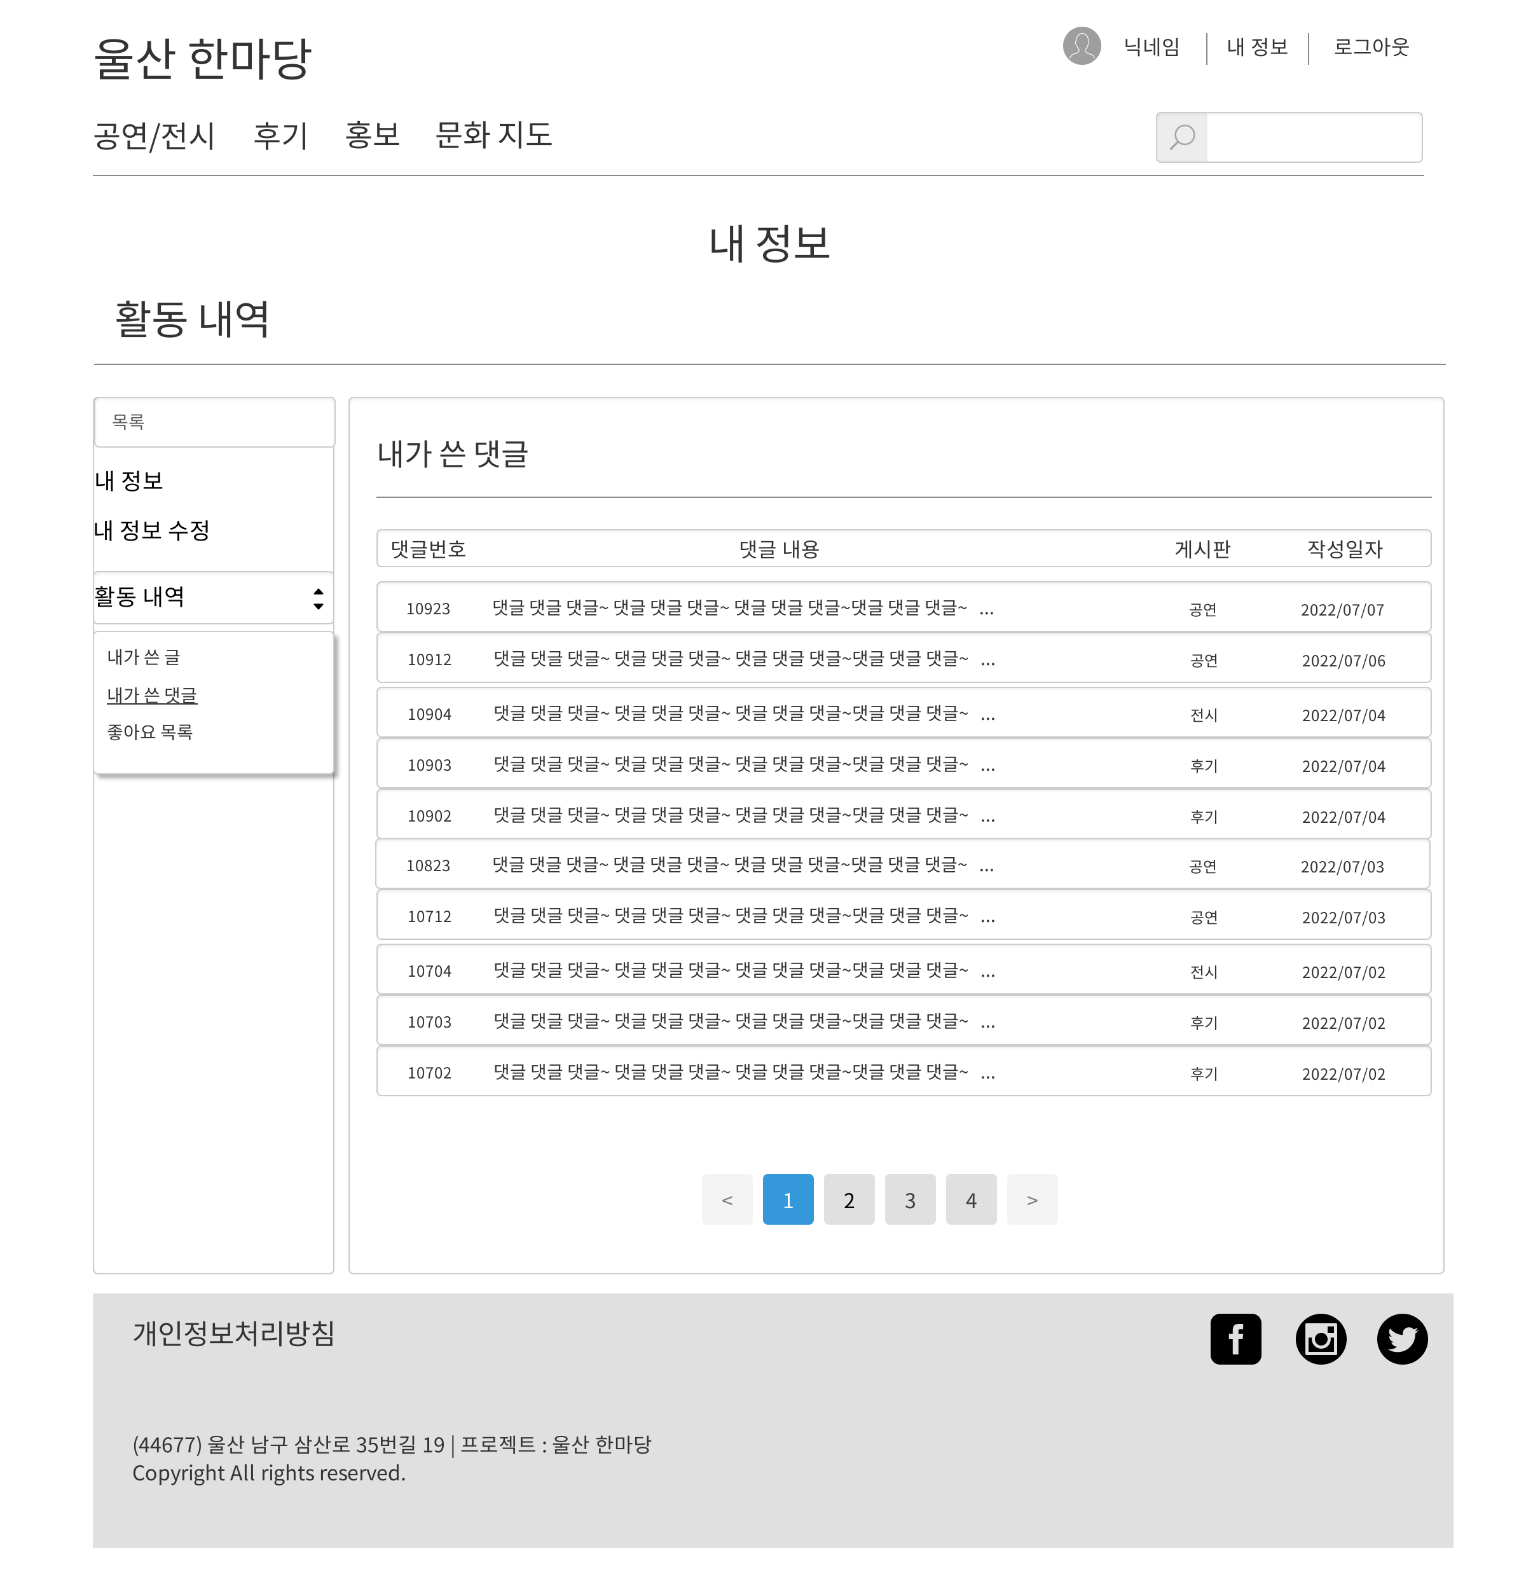 울산 한마당
닉네임 | 내 정보 | 로그아웃
공연/전시 후기 홍보 문화 지도
내 정보
활동 내역
목록
내 정보
내 정보 수정
활동 내역
내가 쓴 글
내가 쓴 댓글
좋아요 목록
내가 쓴 댓글
댓글번호 댓글 내용 게시판 작성일자
10923 댓글 댓글 댓글~ 댓글 댓글 댓글~ 댓글 댓글 댓글~댓글 댓글 댓글~ ... 공연 2022/07/07
10912 댓글 댓글 댓글~ 댓글 댓글 댓글~ 댓글 댓글 댓글~댓글 댓글 댓글~ ... 공연 2022/07/06
10904 댓글 댓글 댓글~ 댓글 댓글 댓글~ 댓글 댓글 댓글~댓글 댓글 댓글~ ... 전시 2022/07/04
10903 댓글 댓글 댓글~ 댓글 댓글 댓글~ 댓글 댓글 댓글~댓글 댓글 댓글~ ... 후기 2022/07/04
10902 댓글 댓글 댓글~ 댓글 댓글 댓글~ 댓글 댓글 댓글~댓글 댓글 댓글~ ... 후기 2022/07/04
10823 댓글 댓글 댓글~ 댓글 댓글 댓글~ 댓글 댓글 댓글~댓글 댓글 댓글~ ... 공연 2022/07/03
10712 댓글 댓글 댓글~ 댓글 댓글 댓글~ 댓글 댓글 댓글~댓글 댓글 댓글~ ... 공연 2022/07/03
10704 댓글 댓글 댓글~ 댓글 댓글 댓글~ 댓글 댓글 댓글~댓글 댓글 댓글~ ... 전시 2022/07/02
10703 댓글 댓글 댓글~ 댓글 댓글 댓글~ 댓글 댓글 댓글~댓글 댓글 댓글~ ... 후기 2022/07/02
10702 댓글 댓글 댓글~ 댓글 댓글 댓글~ 댓글 댓글 댓글~댓글 댓글 댓글~ ... 후기 2022/07/02
< 1 2 3 4 >
개인정보처리방침
(44677) 울산 남구 삼산로 35번길 19 | 프로젝트 : 울산 한마당
Copyright All rights reserved.